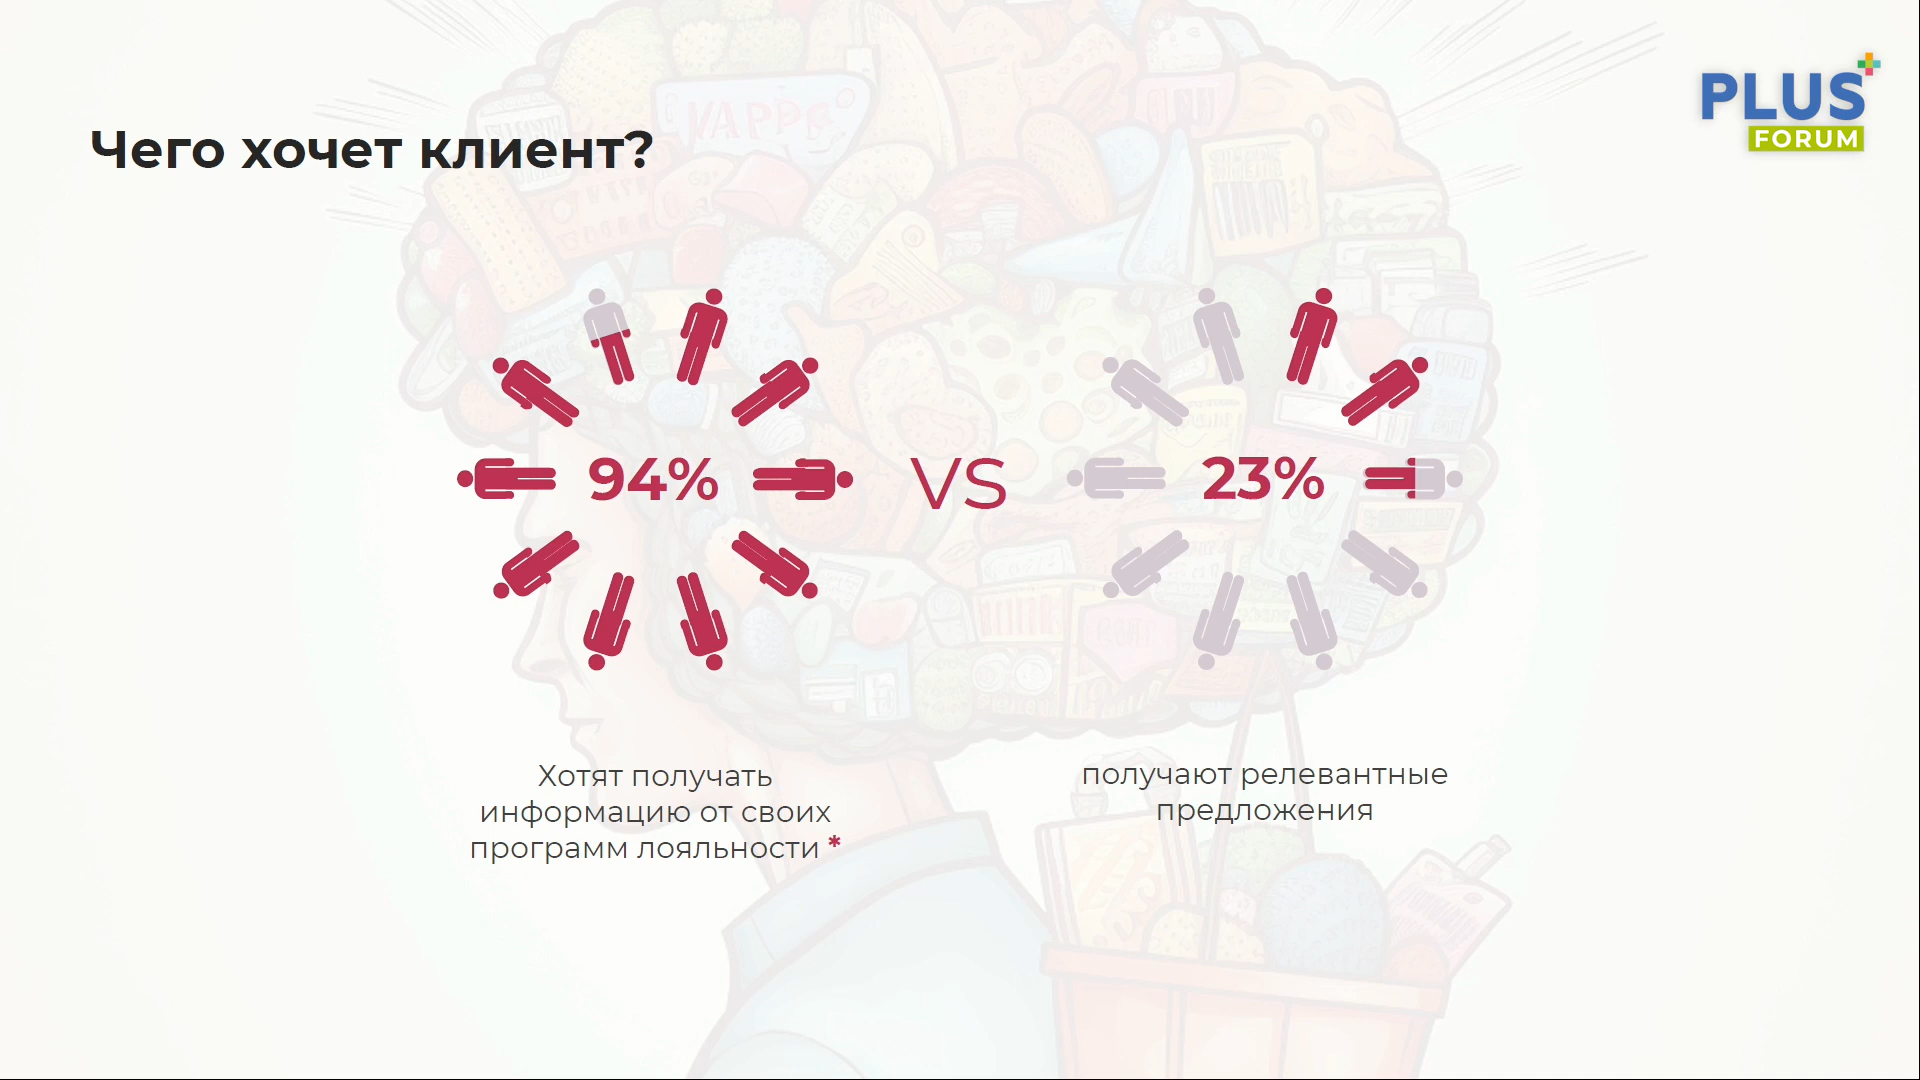 Чего хочет клиент?
PLUS
FORUM
94%
VS
23%
Хотят получать
информацию от своих
программ лояльности *
получают релевантные
предложения